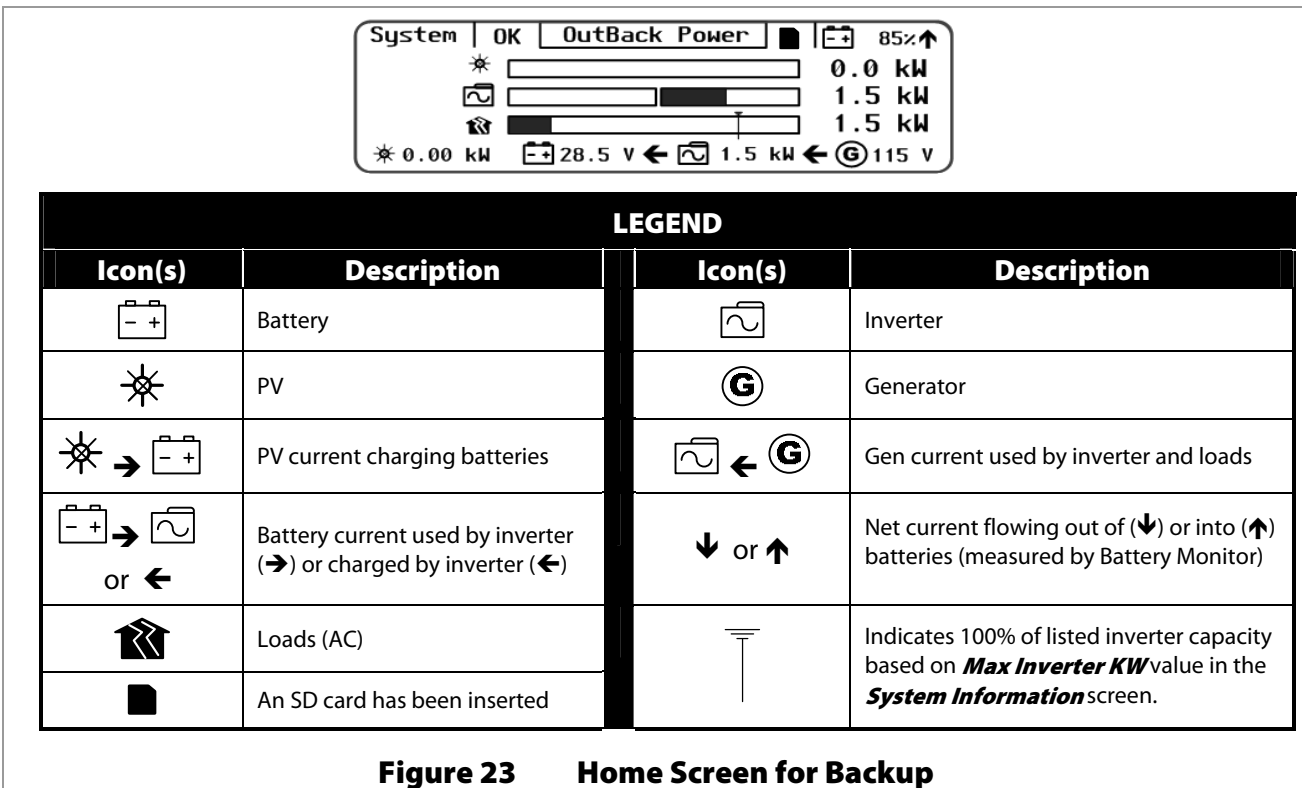 System OK OutBack Power 85%↑
0.0 kW
1.5 kW
1.5 kW
0.00 kW - + 28.5 V ← 1.5 kW ← G 115 V
LEGEND
Icon(s) Description Icon(s) Description
- + Battery Inverter
PV G Generator
→ - + PV current charging batteries ← G Gen current used by inverter and loads
- + → or ← Battery current used by inverter
(→) or charged by inverter (←)
↓ or ↑ Net current flowing out of (↓) or into (↑)
batteries (measured by Battery Monitor)
Loads (AC)
An SD card has been inserted
Indicates 100% of listed inverter capacity
based on Max Inverter KW value in the
System Information screen.
Figure 23 Home Screen for Backup